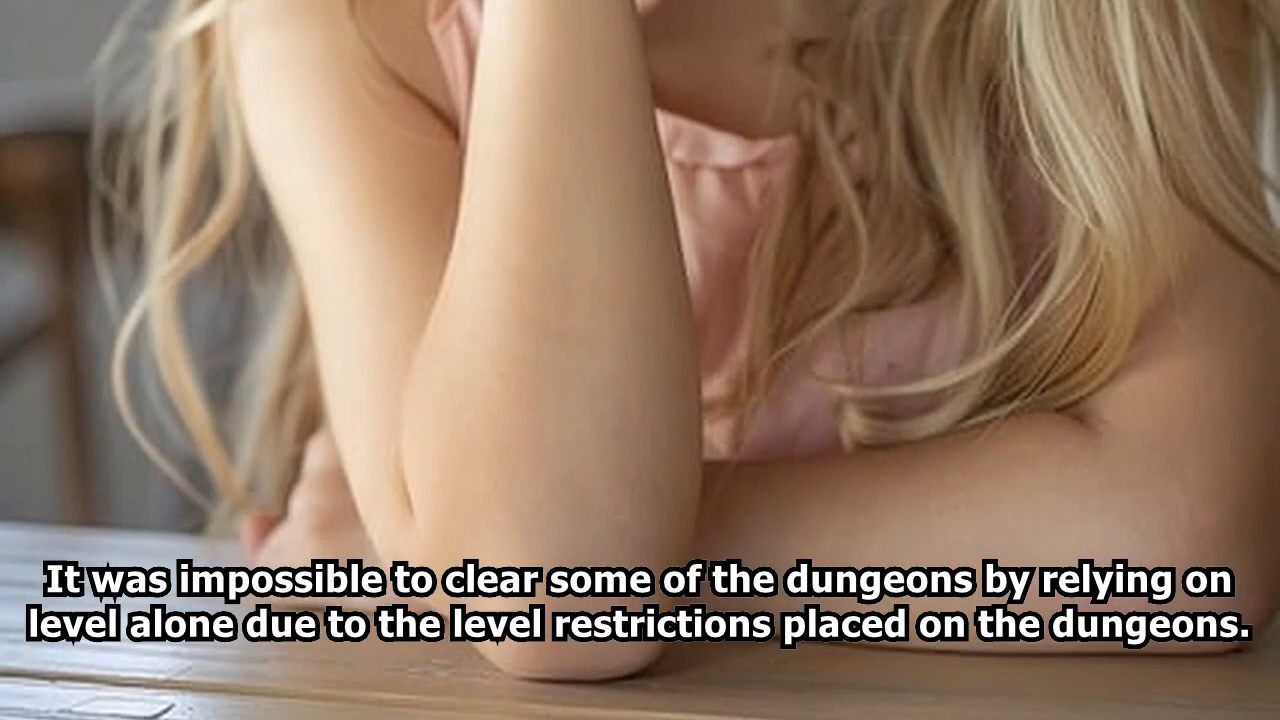 It was impossible to clear some of the dungeons by relying on
level alone due to the level restrictions placed on the dungeons.